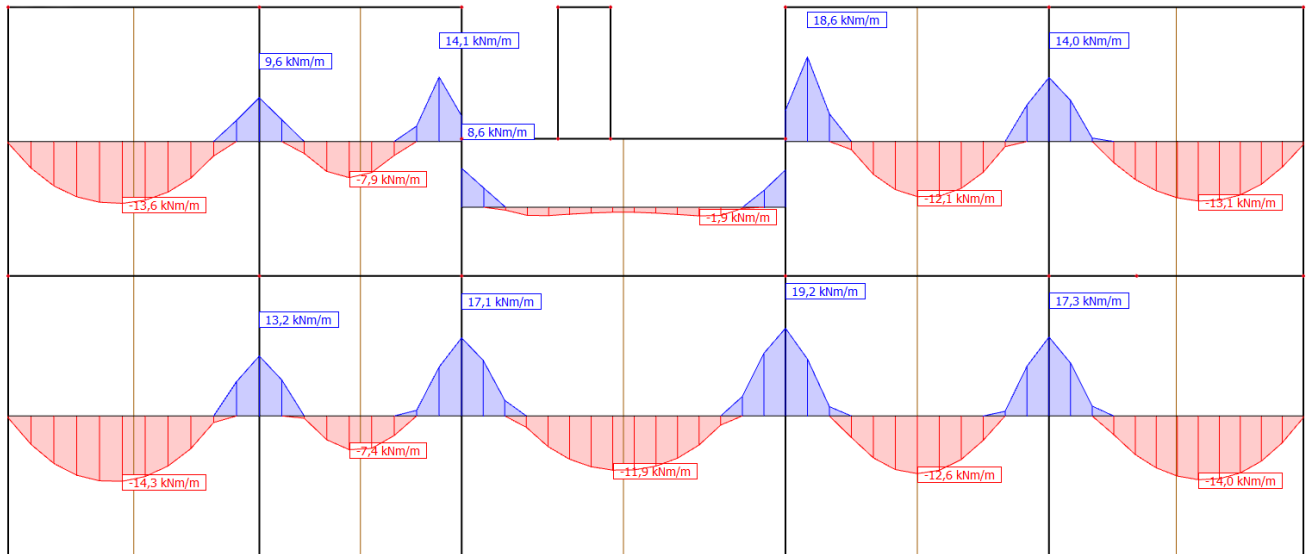 18,6 kNm/m
14,1 kNm/m
14,0 kNm/m
9,6 kNm/m
8,6 kNm/m
-7,9 kNm/m
-12,1 kNm/m
-13,6 kNm/m
-13,1 kNm/m
-1,9 kNm/m
19,2 kNm/m
17,1 kNm/m
17,3 kNm/m
13,2 kNm/m
-7,4 kNm/m
-11,9 kNm/m
-12,6 kNm/m
-14,3 kNm/m
-14,0 kNm/m